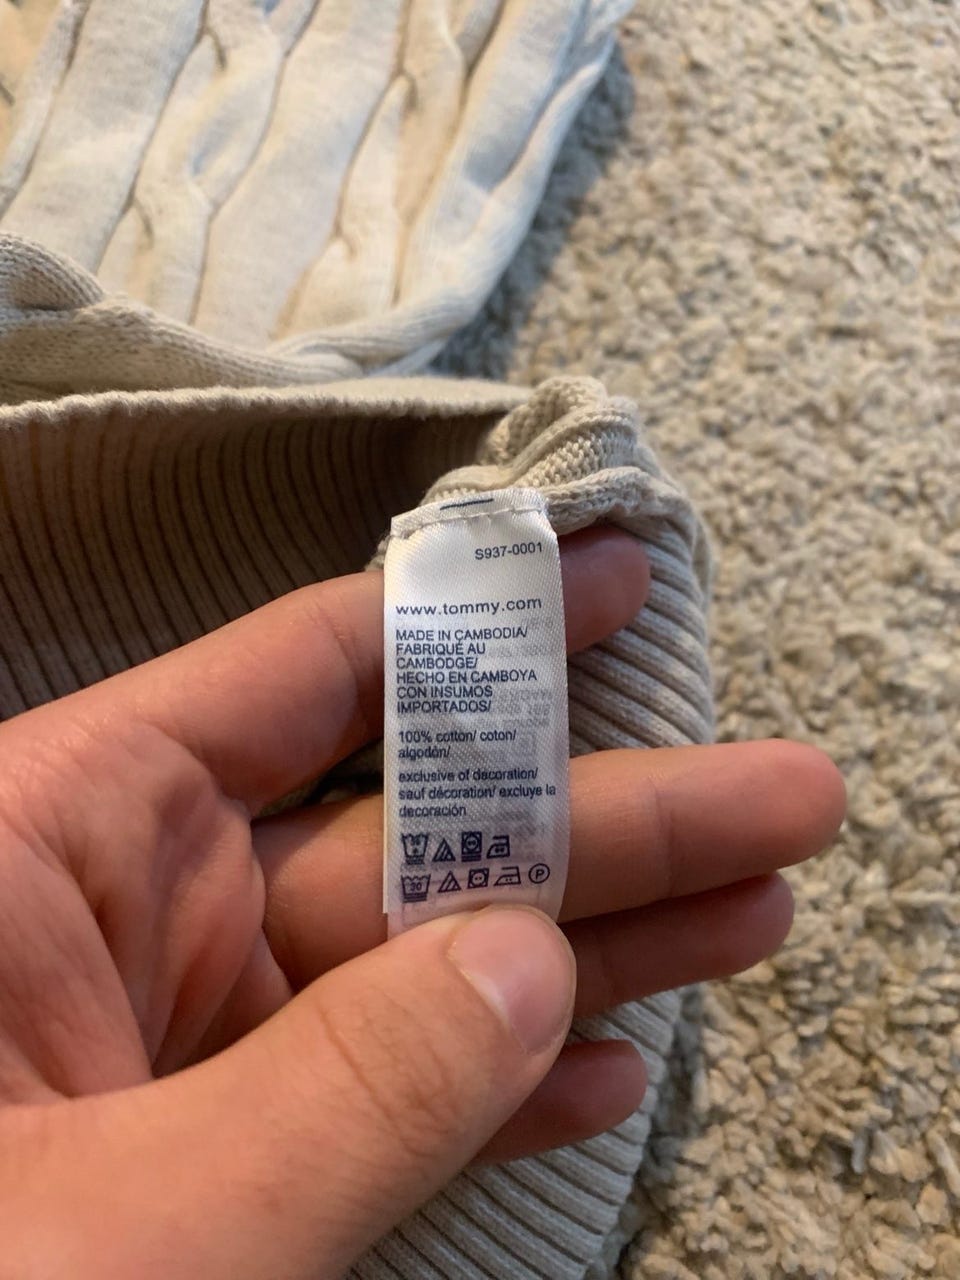 S937-0001
www.tommy.com
MADE IN CAMBODIA/
FABRIQUÉ AU
CAMBODGE/
HECHO EN CAMBOYA
CON INSUMOS
IMPORTADOS/
100% cotton/ coton/
algodón/
exclusive of decoration/
sauf décoration/ excluye la
decoración
30
P